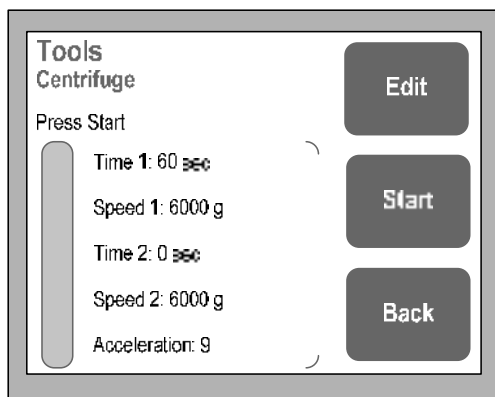 Tools
Centrifuge
Press Start
Time 1: 60 sec
Speed 1: 6000 g
Time 2: 0 sec
Speed 2: 6000 g
Acceleration: 9
Edit
Start
Back